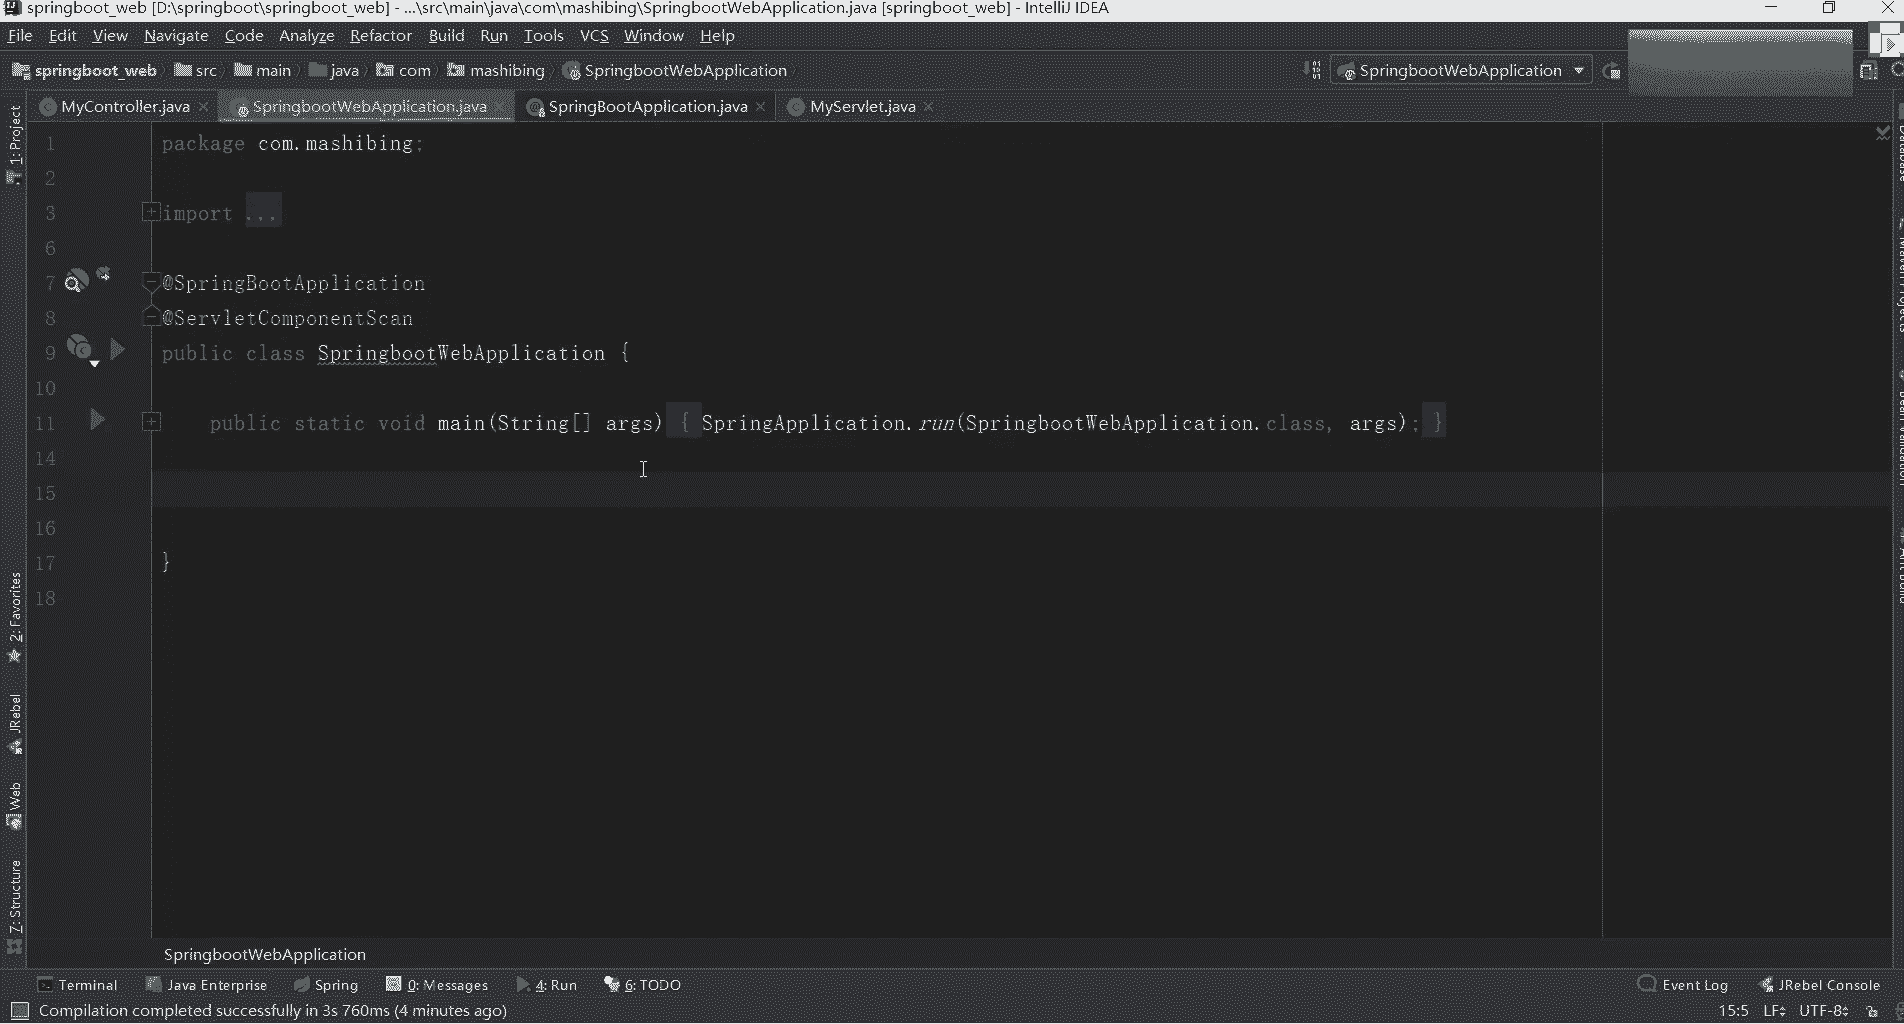 springboot_web [D:\springboot\springboot_web] - ...\src\main\java\com\mashibing\SpringbootWebApplication.java [springboot_web] - IntelliJ IDEA
File Edit View Navigate Code Analyze Refactor Build Run Tools VCS Window Help
springboot_web src main java com mashibing SpringbootWebApplication SpringbootWebApplication
MyController.java SpringbootWebApplication.java SpringBootApplication.java MyServlet.java
1: Project
2: Favorites
JRebel
Web
7: Structure
1 package com.mashibing;
2
3 import ...
6
7 @SpringBootApplication
8 @ServletComponentScan
9 public class SpringbootWebApplication {
10
11 public static void main(String[] args) { SpringApplication.run(SpringbootWebApplication.class, args); }
14
15
16
17 }
18
Database
SpringbootWebApplication
Terminal Java Enterprise Spring 0: Messages 4: Run 6: TODO Event Log JRebel Console
Compilation completed successfully in 3s 760ms (4 minutes ago) 15:5 LF UTF-8